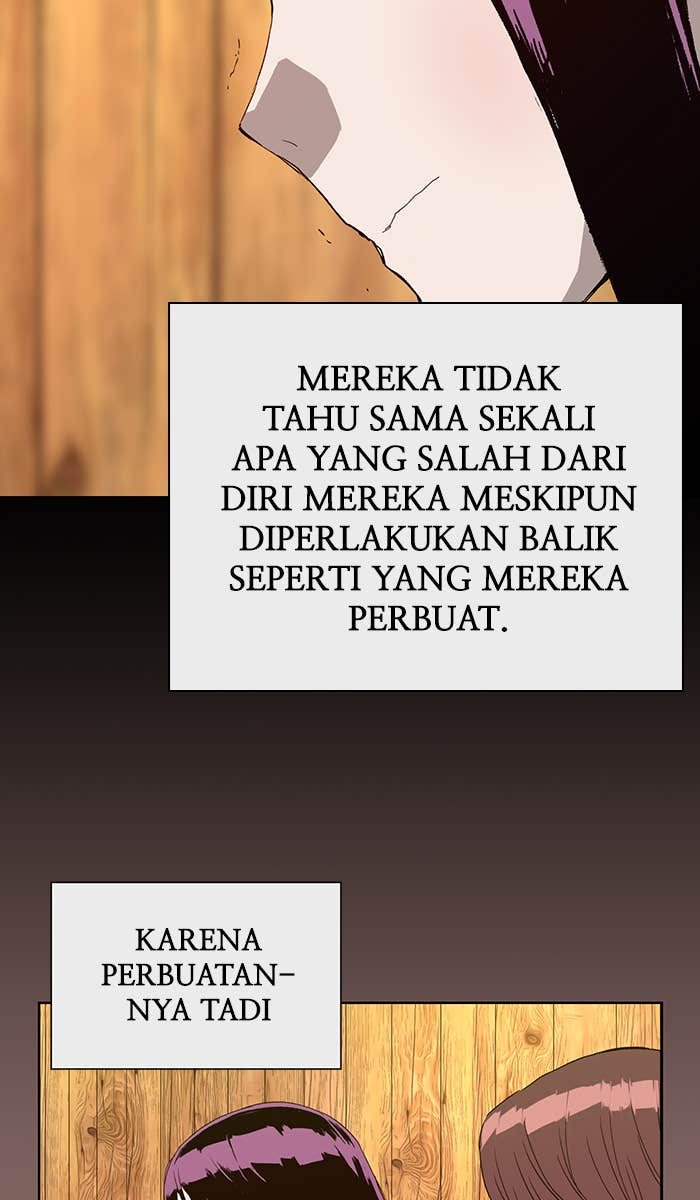 MEREKA TIDAK
TAHU SAMA SEKALI
APA YANG SALAH DARI
DIRI MEREKA MESKIPUN
DIPERLAKUKAN BALIK
SEPERTI YANG MEREKA
PERBUAT.
KARENA
PERBUATAN-
NYA TADI